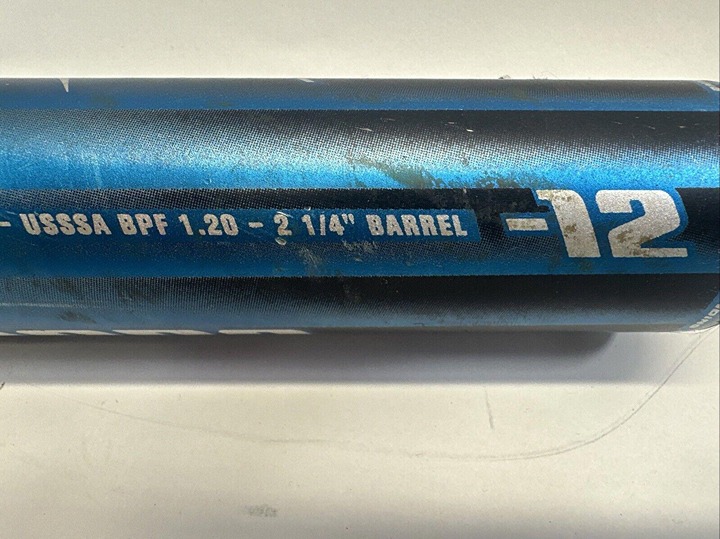 - USSSA BPF 1.20 - 2 1/4" BARREL
-12